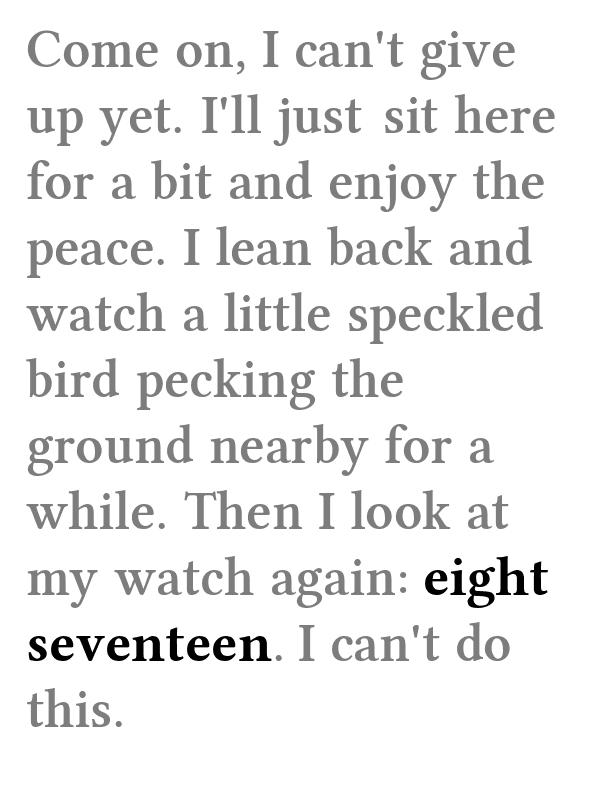 Come on, I can't give
up yet. I'll just sit here
for a bit and enjoy the
peace. I lean back and
watch a little speckled
bird pecking the
ground nearby for a
while. Then I look at
my watch again: eight
seventeen. I can't do
this.